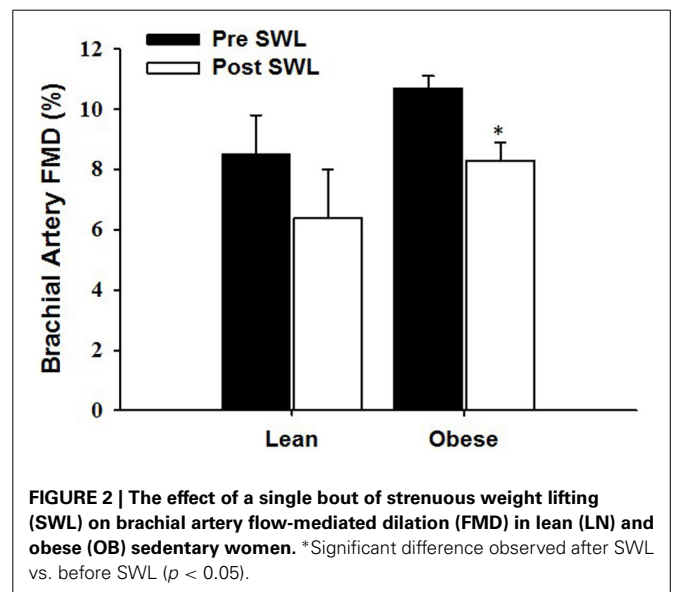 Pre SWL
Post SWL
12
10
8
6
4
2
0
Brachial Artery FMD (%)
*
Lean Obese
FIGURE 2 | The effect of a single bout of strenuous weight lifting
(SWL) on brachial artery flow-mediated dilation (FMD) in lean (LN) and
obese (OB) sedentary women. *Significant difference observed after SWL
vs. before SWL (p < 0.05).